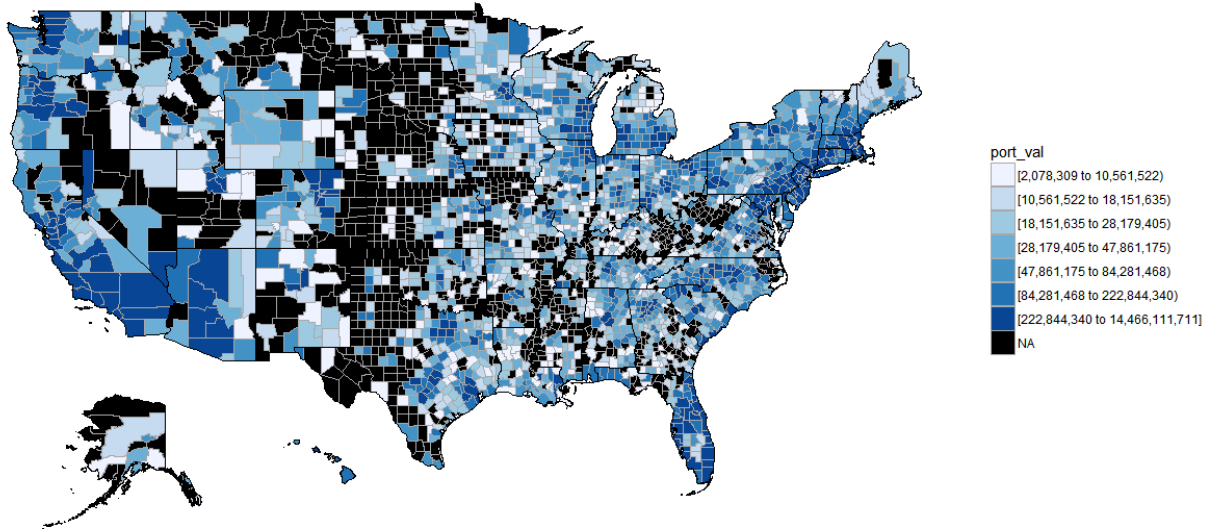 port_val
[2,078,309 to 10,561,522)
[10,561,522 to 18,151,635)
[18,151,635 to 28,179,405)
[28,179,405 to 47,861,175)
[47,861,175 to 84,281,468)
[84,281,468 to 222,844,340)
[222,844,340 to 14,466,111,711]
NA